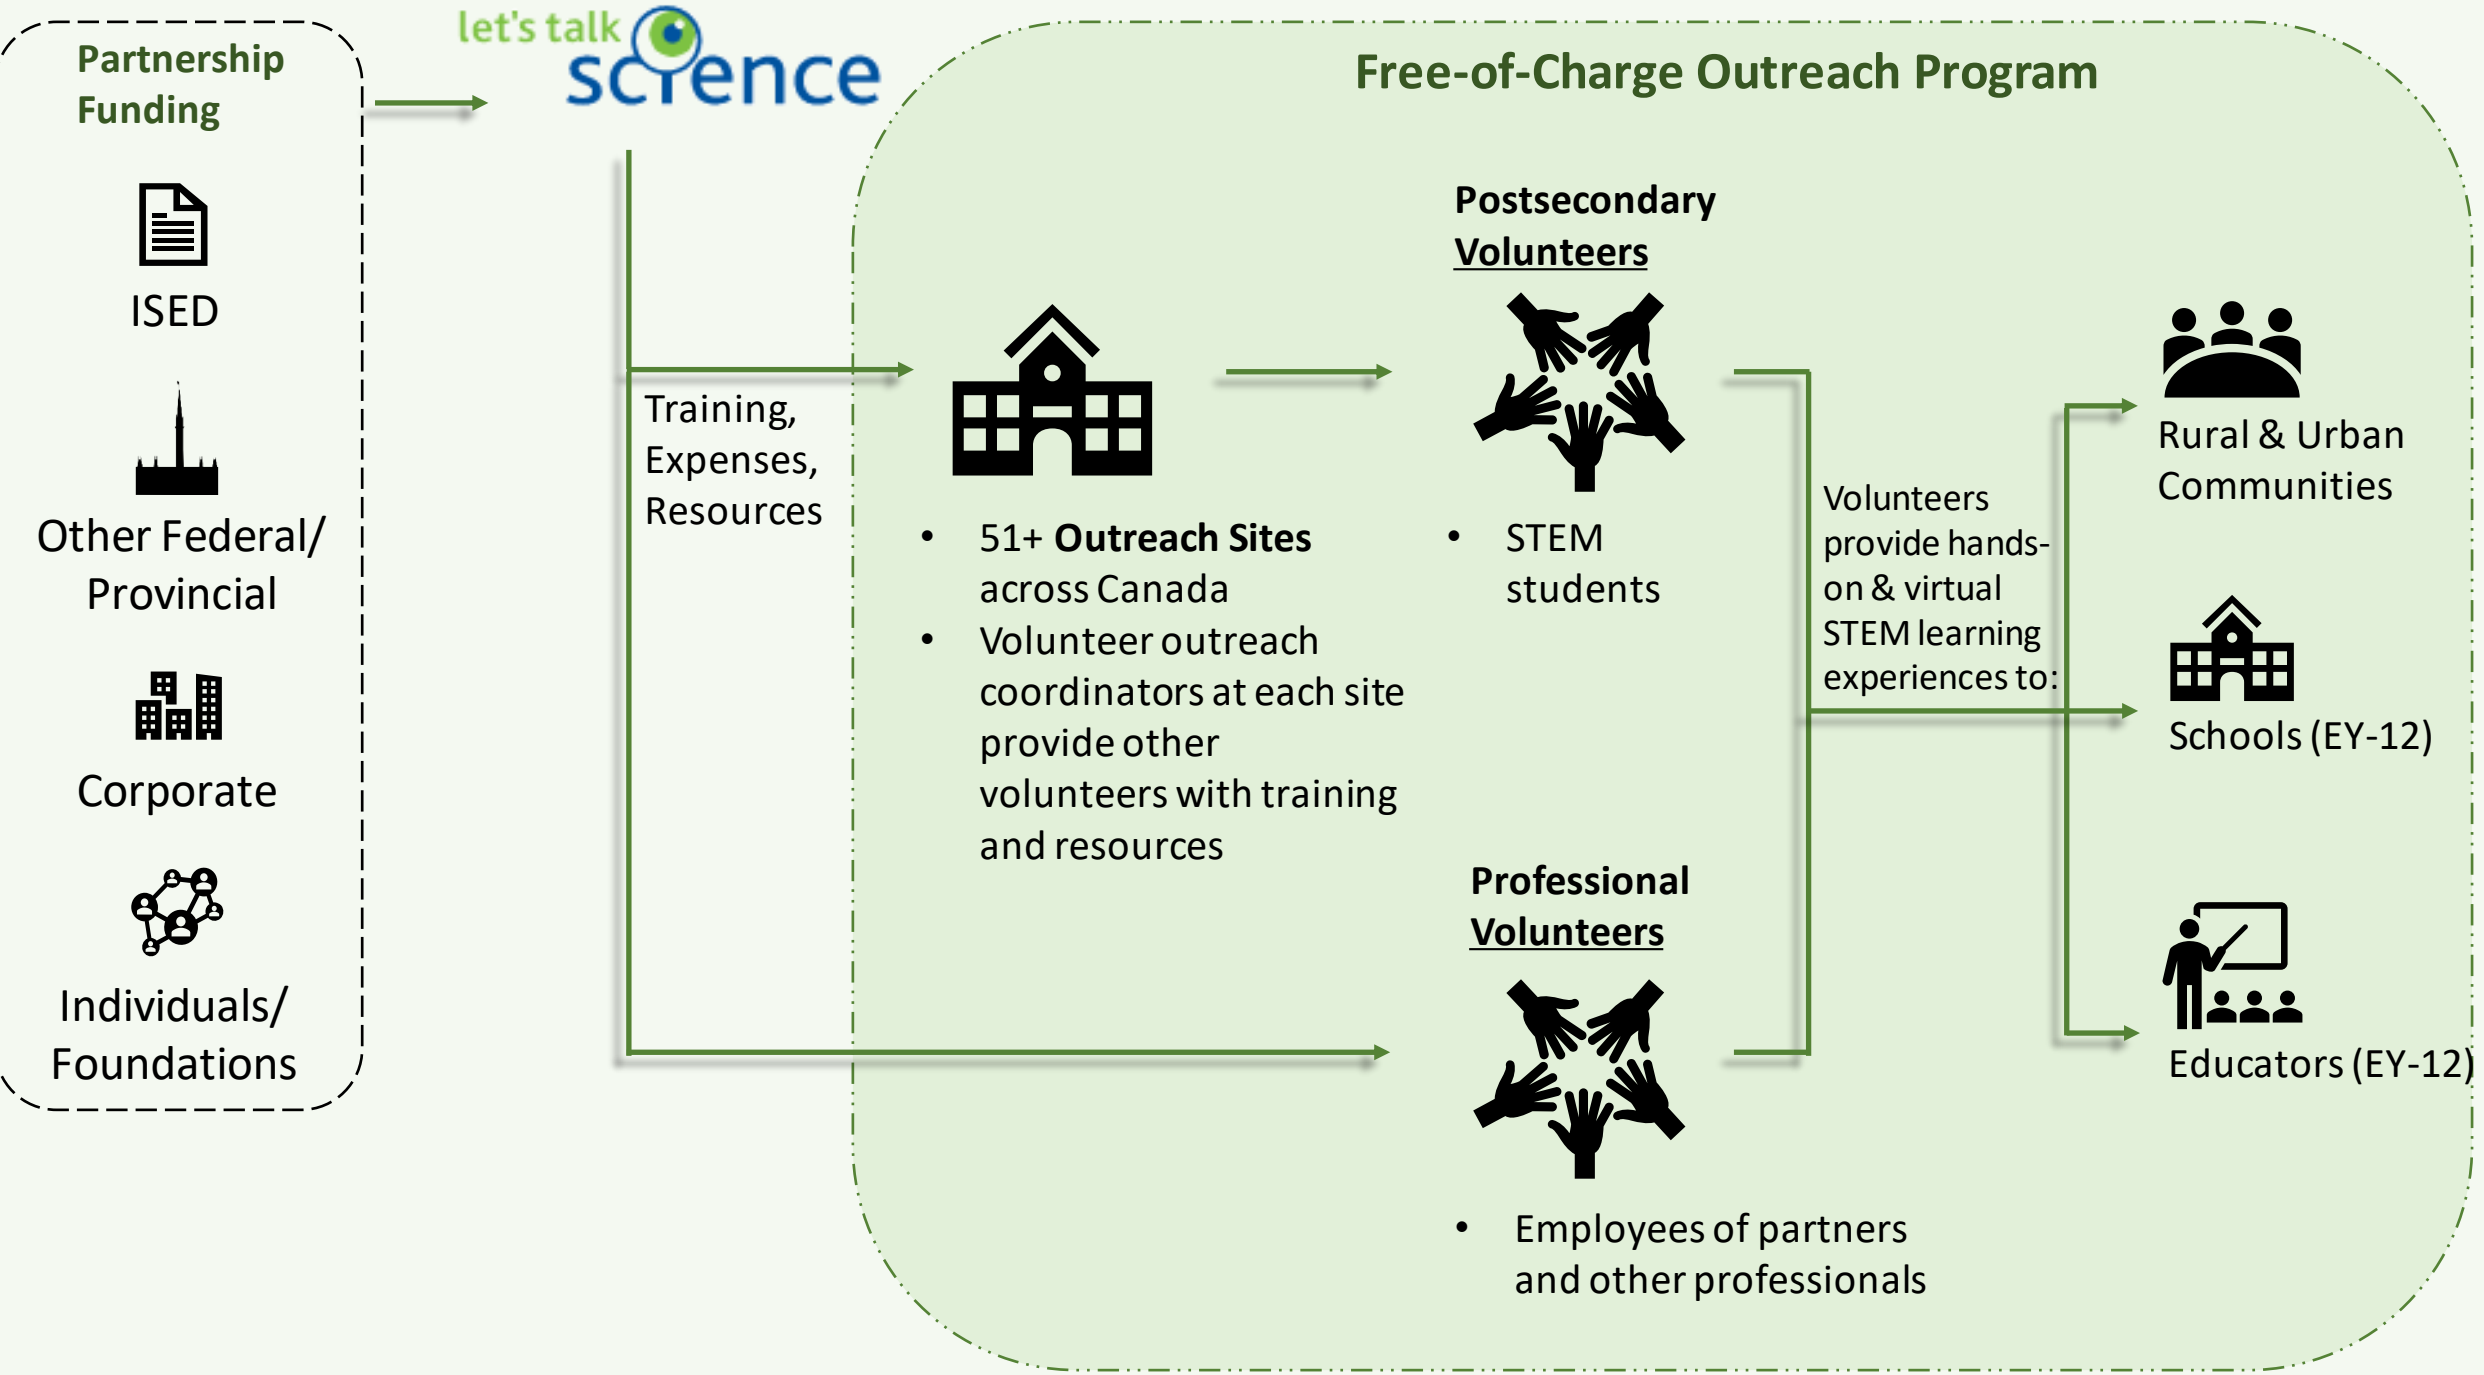 Partnership
Funding
ISED
Other Federal/
Provincial
Corporate
Individuals/
Foundations
let's talk
science
Training,
Expenses,
Resources
Free-of-Charge Outreach Program
• 51+ Outreach Sites
across Canada
• Volunteer outreach
coordinators at each site
provide other
volunteers with training
and resources
Postsecondary
Volunteers
• STEM
students
Professional
Volunteers
• Employees of partners
and other professionals
Volunteers
provide hands-
on & virtual
STEM learning
experiences to:
Rural & Urban
Communities
Schools (EY-12)
Educators (EY-12)